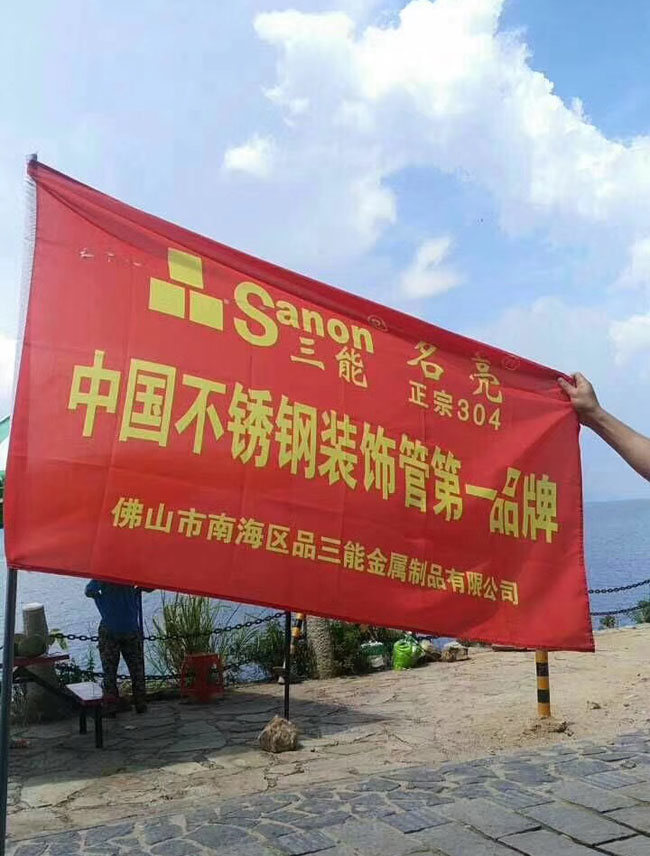 Sanon® 名亮®
三能 正宗304
中国不锈钢装饰管第一品牌
佛山市南海区品三能金属制品有限公司